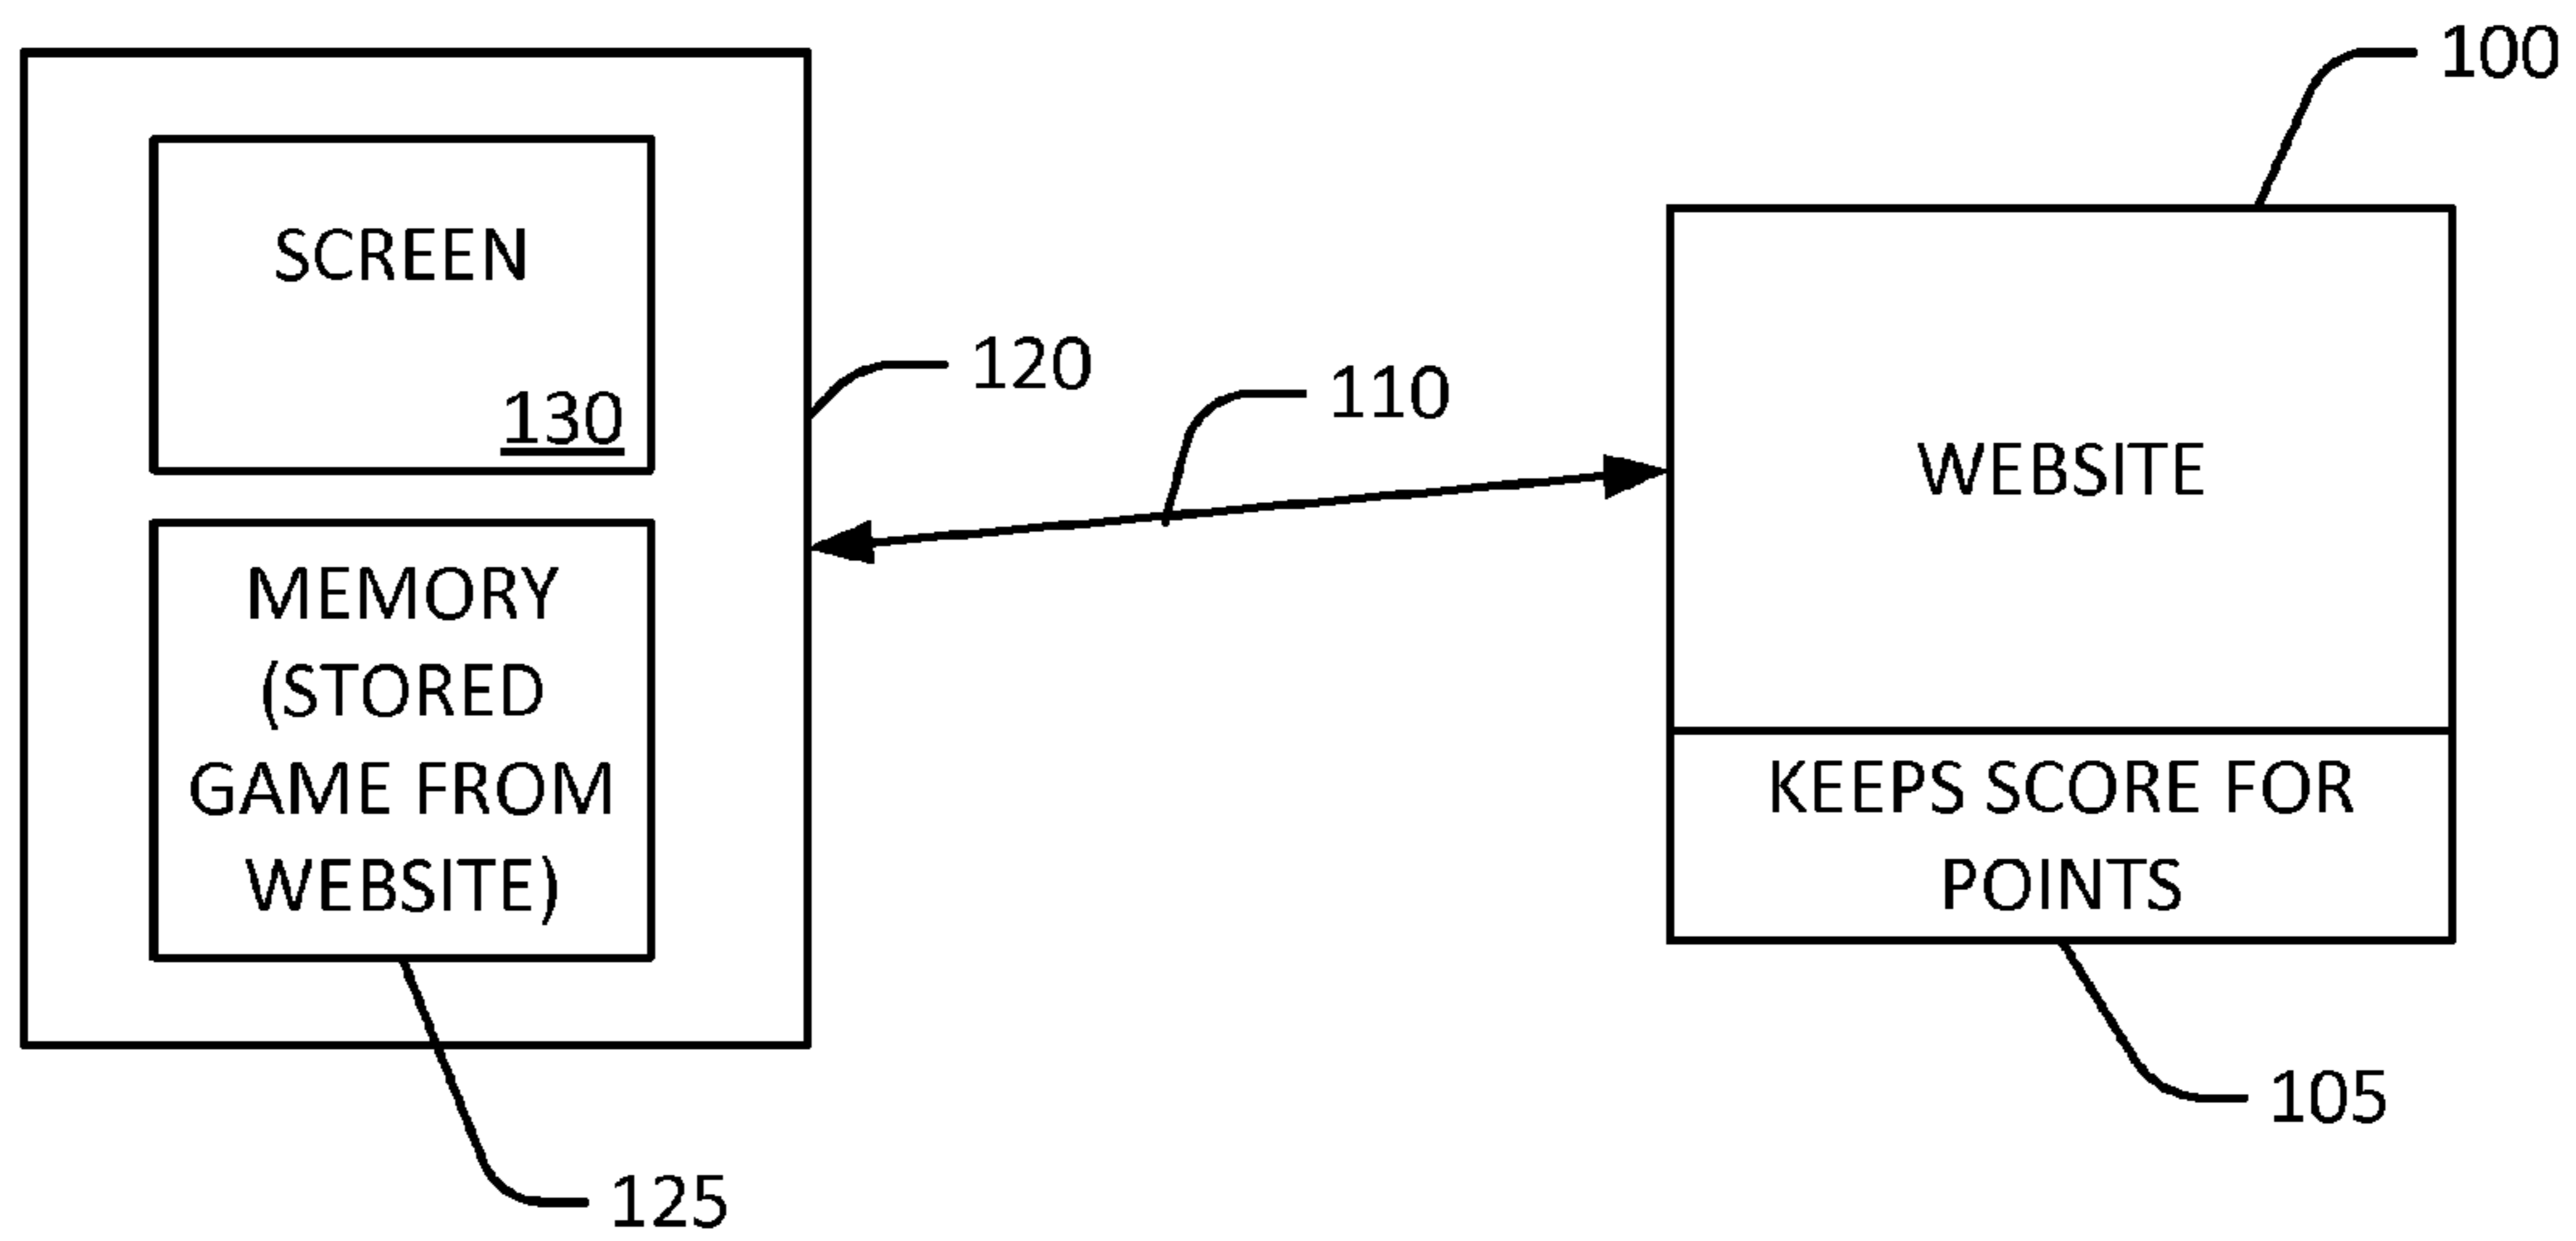 100
SCREEN
130
120
110
WEBSITE
MEMORY
(STORED
GAME FROM
WEBSITE)
KEEPS SCORE FOR
POINTS
105
125